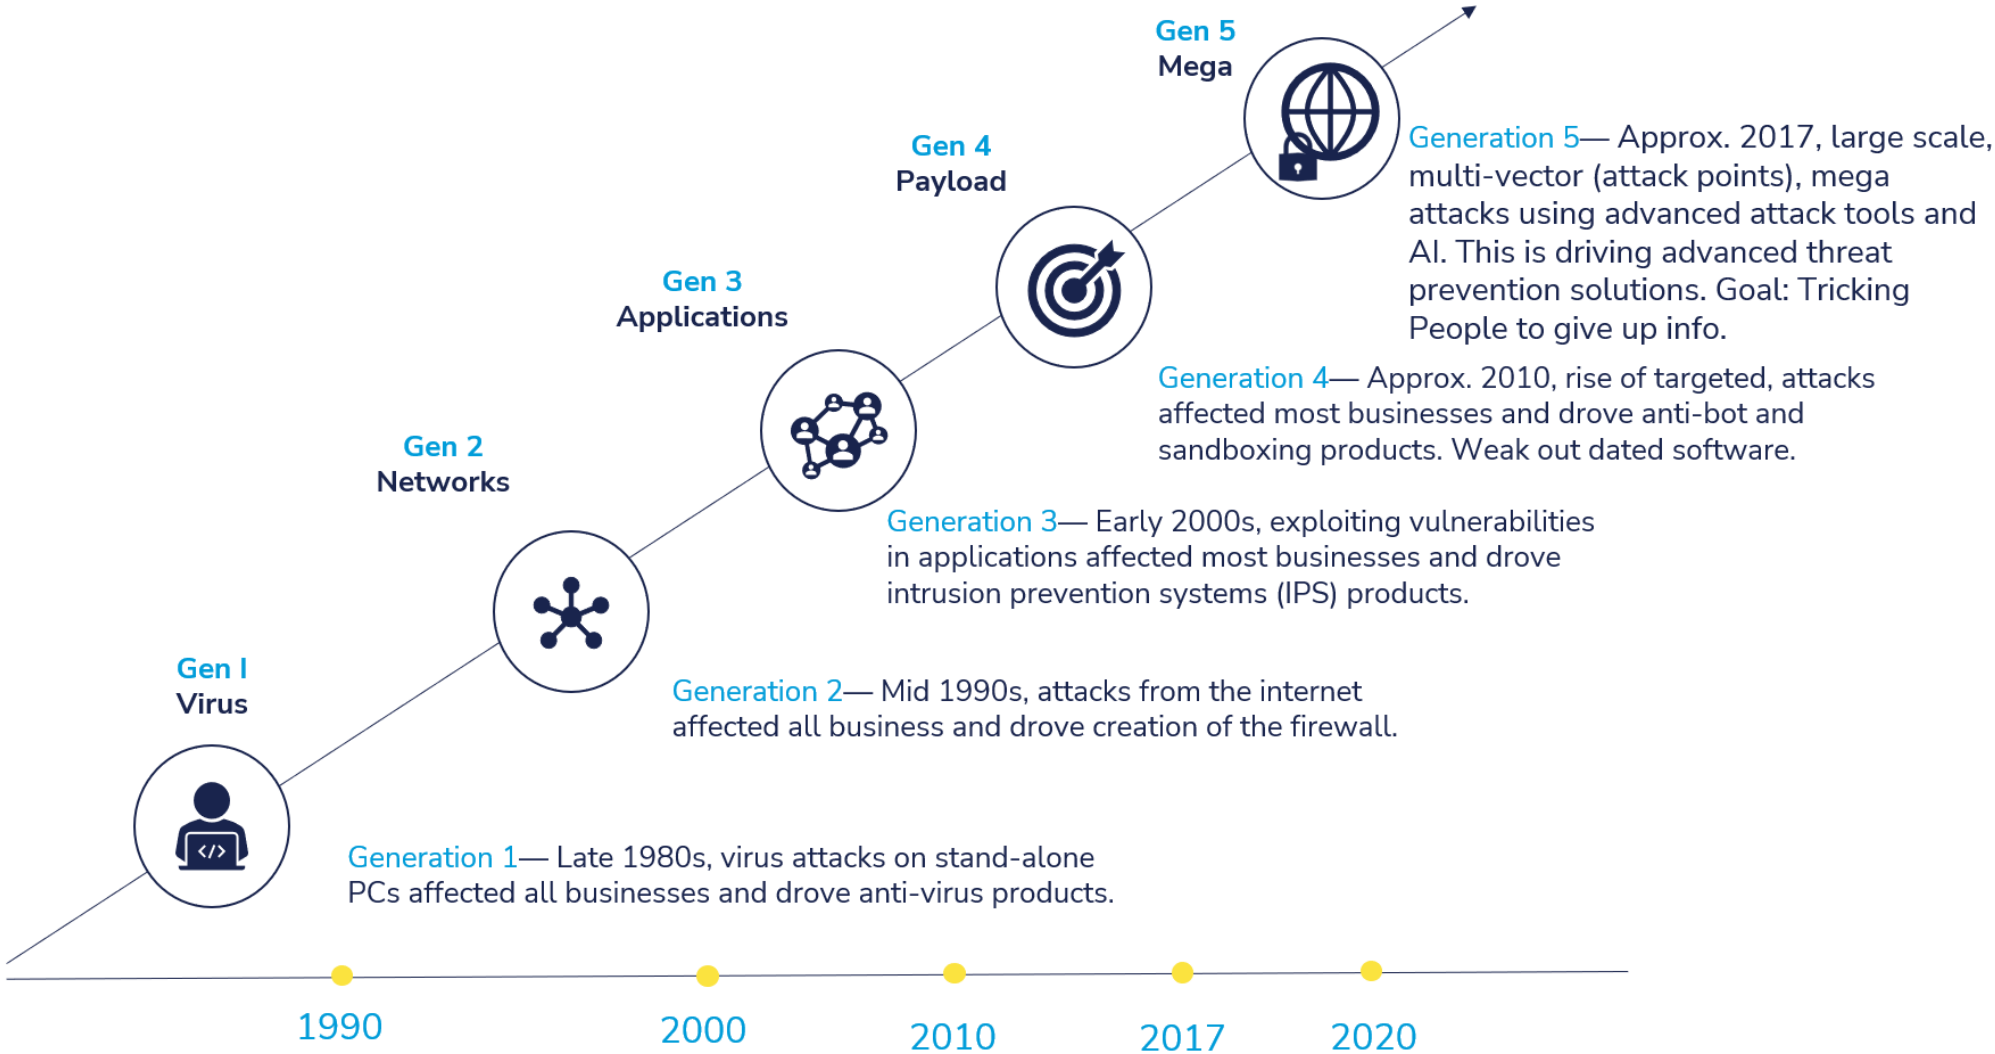 Gen 5
Mega
Generation 5— Approx. 2017, large scale,
multi-vector (attack points), mega
attacks using advanced attack tools and
AI. This is driving advanced threat
prevention solutions. Goal: Tricking
People to give up info.
Gen 4
Payload
Generation 4— Approx. 2010, rise of targeted, attacks
affected most businesses and drove anti-bot and
sandboxing products. Weak out dated software.
Gen 3
Applications
Generation 3— Early 2000s, exploiting vulnerabilities
in applications affected most businesses and drove
intrusion prevention systems (IPS) products.
Gen 2
Networks
Generation 2— Mid 1990s, attacks from the internet
affected all business and drove creation of the firewall.
Gen I
Virus
</>
Generation 1— Late 1980s, virus attacks on stand-alone
PCs affected all businesses and drove anti-virus products.
1990
2000
2010
2017
2020